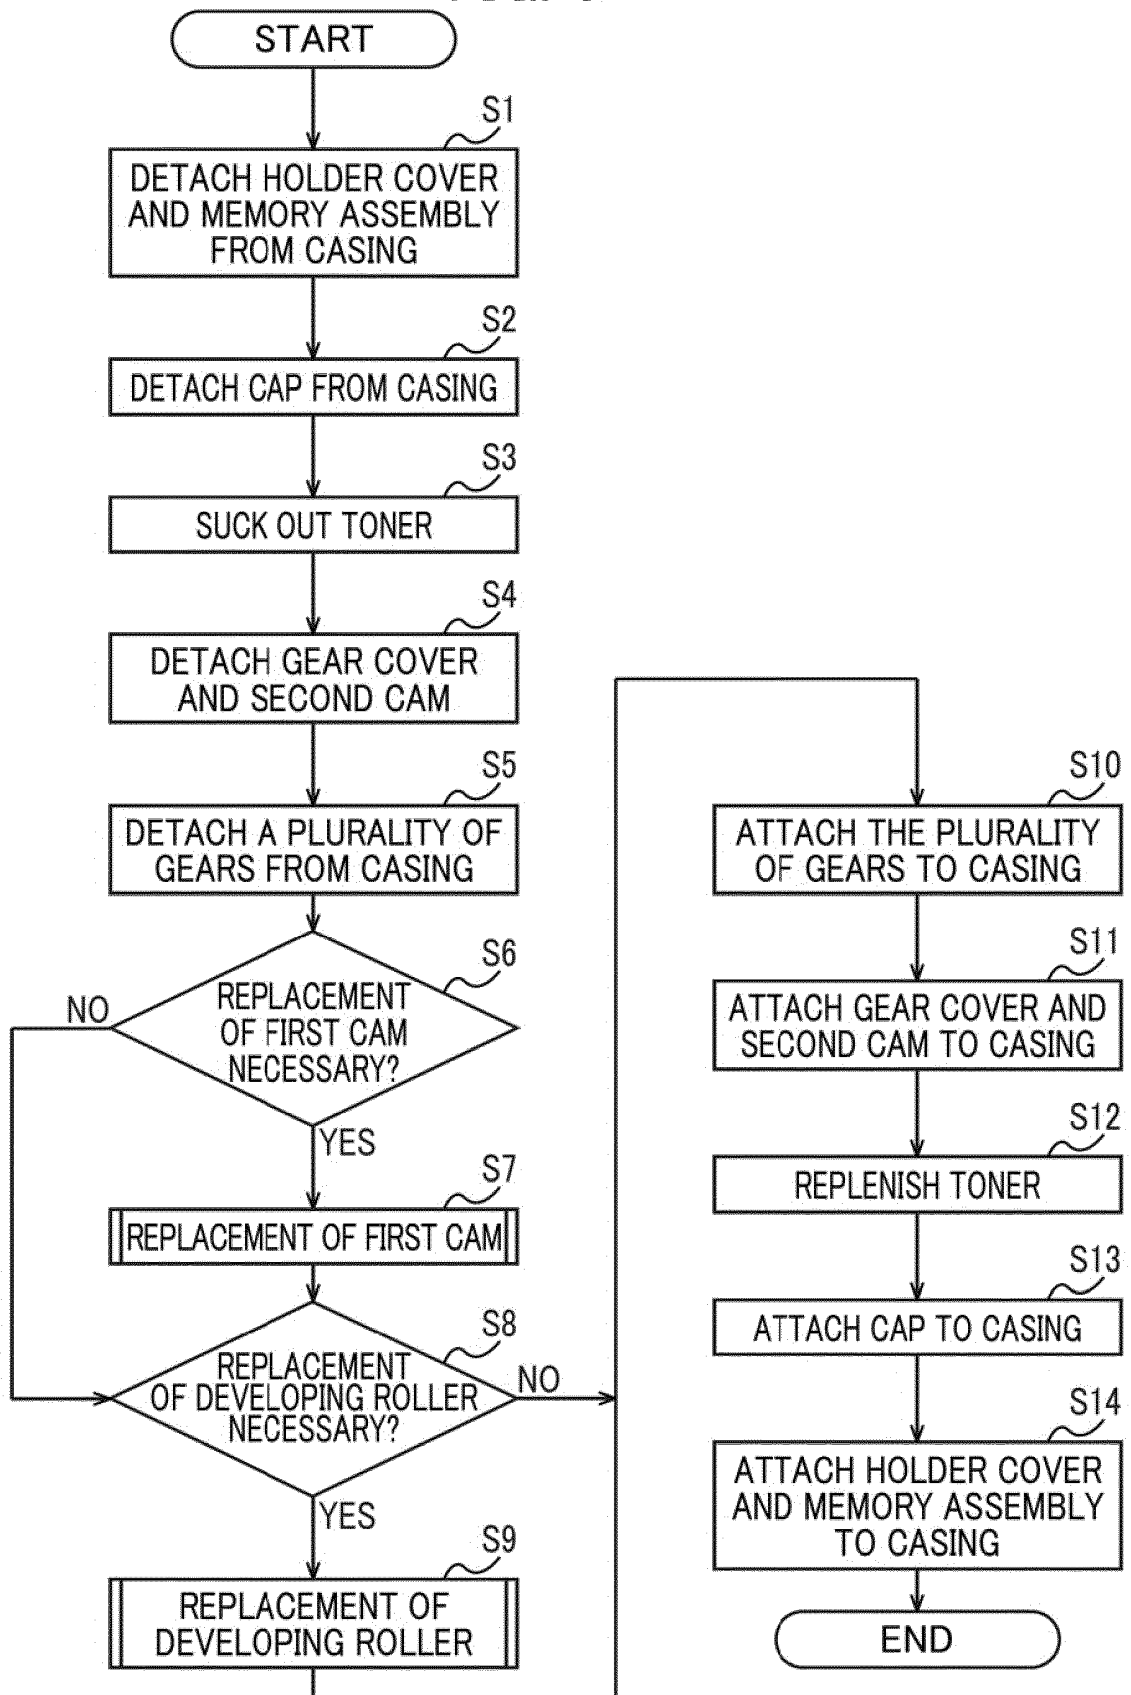 START
S1
DETACH HOLDER COVER
AND MEMORY ASSEMBLY
FROM CASING
S2
DETACH CAP FROM CASING
S3
SUCK OUT TONER
S4
DETACH GEAR COVER
AND SECOND CAM
S5
DETACH A PLURALITY OF
GEARS FROM CASING
S6
REPLACEMENT
OF FIRST CAM
NECESSARY?
NO
YES
S7
REPLACEMENT OF FIRST CAM
S8
REPLACEMENT
OF DEVELOPING ROLLER
NECESSARY?
NO
YES
S9
REPLACEMENT OF
DEVELOPING ROLLER
S10
ATTACH THE PLURALITY
OF GEARS TO CASING
S11
ATTACH GEAR COVER AND
SECOND CAM TO CASING
S12
REPLENISH TONER
S13
ATTACH CAP TO CASING
S14
ATTACH HOLDER COVER
AND MEMORY ASSEMBLY
TO CASING
END